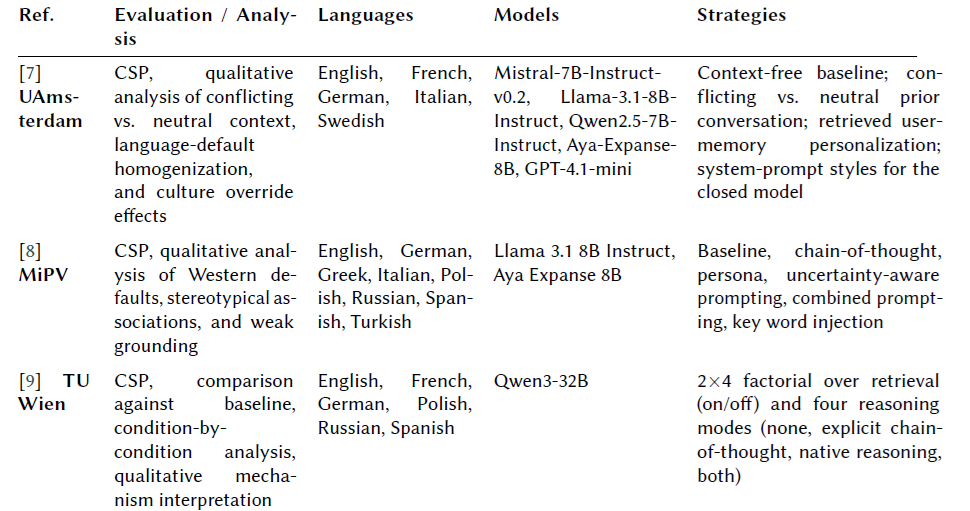 Ref. Evaluation / Analy- Languages Models Strategies
sis
[7] CSP, qualitative English, French, Mistral-7B-Instruct- Context-free baseline; con-
UAms- analysis of conflicting German, Italian, v0.2, Llama-3.1-8B- flicting vs. neutral prior
terdam vs. neutral context, Swedish Instruct, Qwen2.5-7B- conversation; retrieved user-
language-default Instruct, Aya-Expanse- memory personalization;
homogenization, 8B, GPT-4.1-mini system-prompt styles for the
and culture override closed model
effects
[8] CSP, qualitative anal- English, German, Llama 3.1 8B Instruct, Baseline, chain-of-thought,
MiPV ysis of Western de- Greek, Italian, Pol- Aya Expanse 8B persona, uncertainty-aware
faults, stereotypical as- ish, Russian, Span- prompting, combined prompt-
sociations, and weak ish, Turkish ing, key word injection
grounding
[9] TU CSP, comparison English, French, Qwen3-32B 2×4 factorial over retrieval
Wien against baseline, German, Polish, (on/off) and four reasoning
condition-by- Russian, Spanish modes (none, explicit chain-
condition analysis, of-thought, native reasoning,
qualitative mecha- both)
nism interpretation